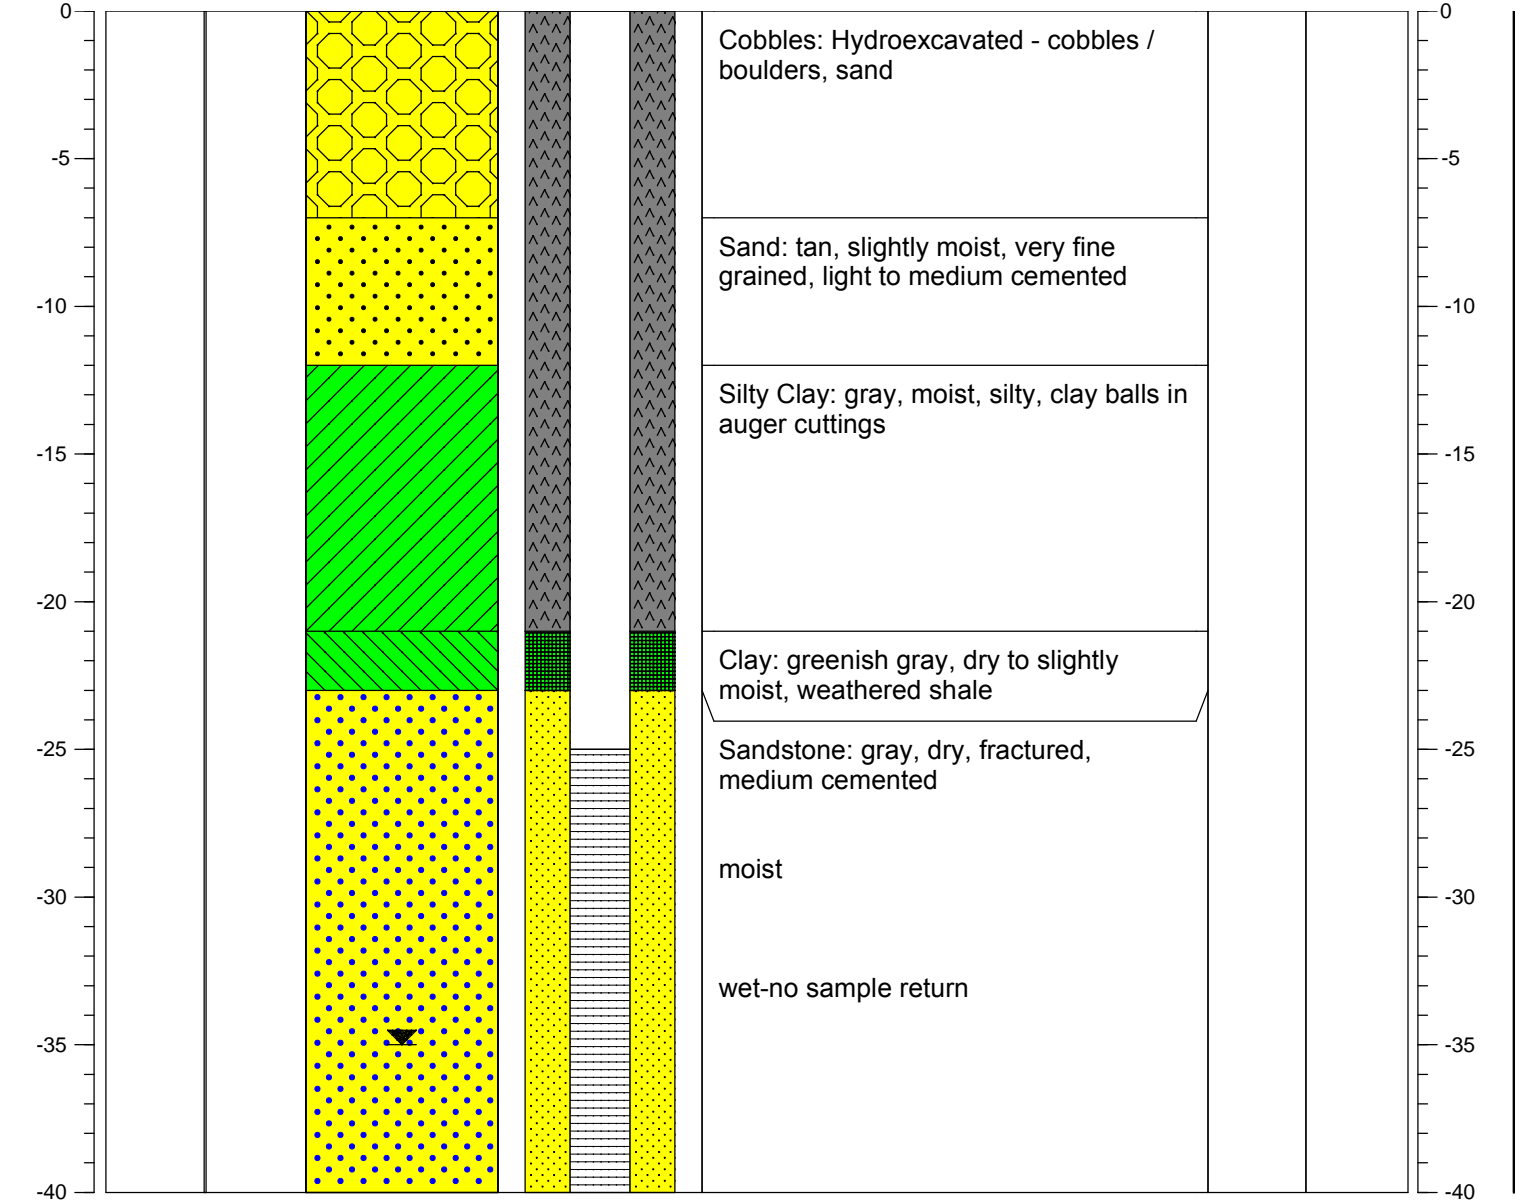 0
0
Cobbles: Hydroexcavated - cobbles /
boulders, sand
-5
-5
Sand: tan, slightly moist, very fine
grained, light to medium cemented
-10
-10
Silty Clay: gray, moist, silty, clay balls in
auger cuttings
-15
-15
-20
-20
Clay: greenish gray, dry to slightly
moist, weathered shale
-25
-25
Sandstone: gray, dry, fractured,
medium cemented
moist
-30
-30
wet-no sample return
-35
-35
-40
-40